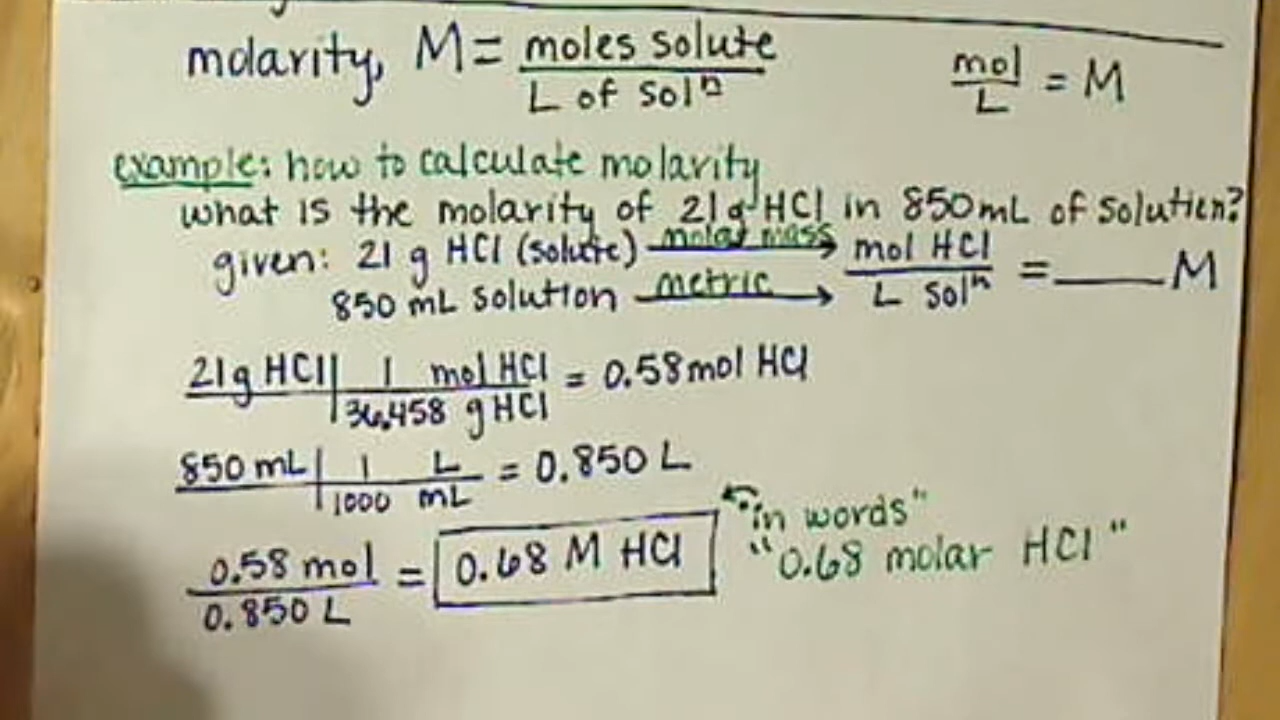 molarity, M = moles solute / L of solⁿ
mol / L = M
example: how to calculate molarity
what is the molarity of 21 g HCl in 850 mL of solution?
given: 21 g HCl (solute) molar mass → mol HCl / L solⁿ = ___ M
850 mL solution metric →
21g HCl | 1 mol HCl / 36.458 g HCl = 0.58 mol HCl
850 mL | 1 L / 1000 mL = 0.850 L
0.58 mol / 0.850 L = 0.68 M HCl
"in words"
"0.68 molar HCl"